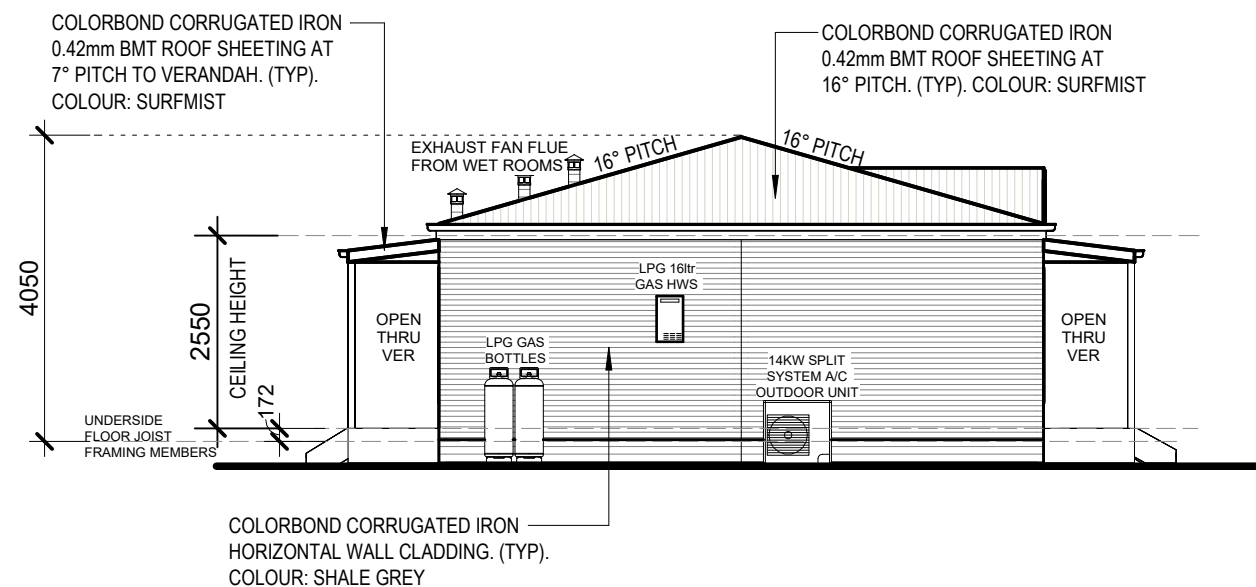 COLORBOND CORRUGATED IRON
0.42mm BMT ROOF SHEETING AT
7° PITCH TO VERANDAH. (TYP).
COLOUR: SURFMIST
COLORBOND CORRUGATED IRON
0.42mm BMT ROOF SHEETING AT
16° PITCH. (TYP). COLOUR: SURFMIST
EXHAUST FAN FLUE
FROM WET ROOMS
16° PITCH
16° PITCH
4050
2550
CEILING HEIGHT
172
OPEN
THRU
VER
LPG 16ltr
GAS HWS
LPG GAS
BOTTLES
14KW SPLIT
SYSTEM A/C
OUTDOOR UNIT
OPEN
THRU
VER
UNDERSIDE
FLOOR JOIST
FRAMING MEMBERS
COLORBOND CORRUGATED IRON
HORIZONTAL WALL CLADDING. (TYP).
COLOUR: SHALE GREY